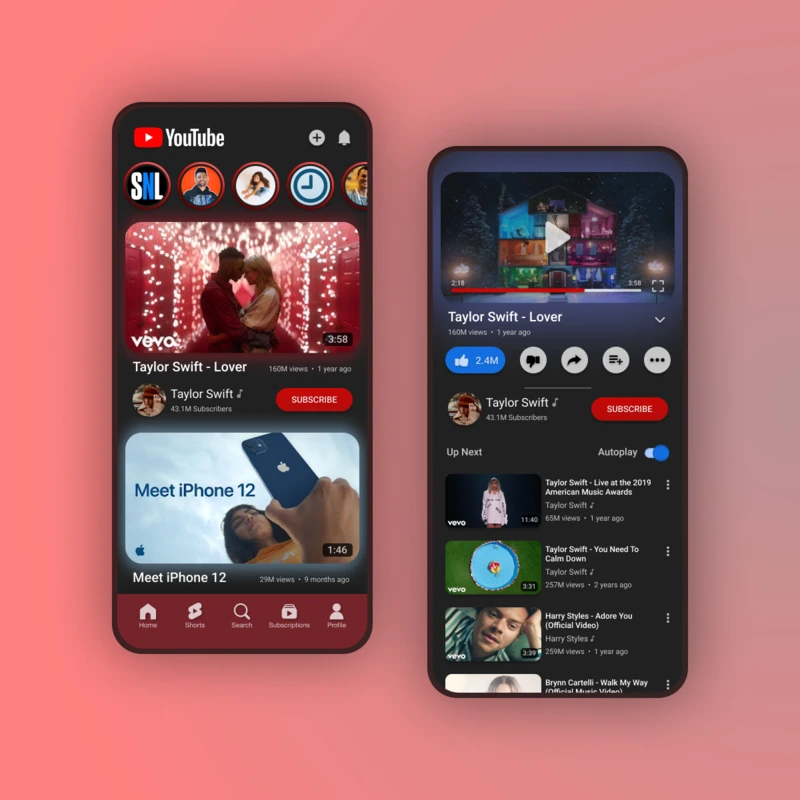 YouTube
SNL
vevo
3:58
Taylor Swift - Lover
160M views • 1 year ago
Taylor Swift ♪
43.1M Subscribers
SUBSCRIBE
Meet iPhone 12
1:46
Meet iPhone 12
29M views • 9 months ago
Home
Shorts
Search
Subscriptions
Profile
2:18
3:58
Taylor Swift - Lover
160M views • 1 year ago
2.4M
Taylor Swift ♪
43.1M Subscribers
SUBSCRIBE
Up Next
Autoplay
vevo
11:40
Taylor Swift - Live at the 2019
American Music Awards
Taylor Swift ♪
65M views • 1 year ago
vevo
3:31
Taylor Swift - You Need To
Calm Down
Taylor Swift ♪
257M views • 2 years ago
vevo
3:39
Harry Styles - Adore You
(Official Video)
Harry Styles ♪
259M views • 1 year ago
Brynn Cartelli - Walk My Way
(Official Music Video)